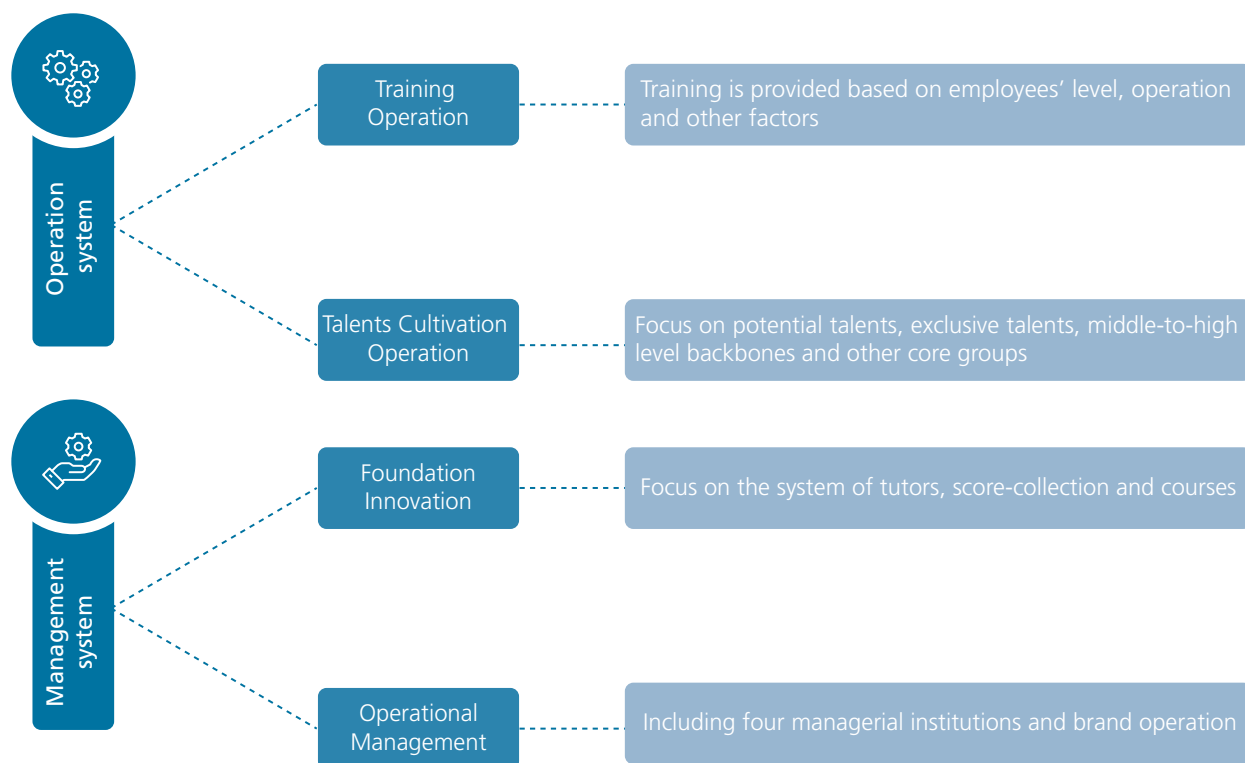 Operation
system
Training
Operation
Training is provided based on employees’ level, operation
and other factors
Talents Cultivation
Operation
Focus on potential talents, exclusive talents, middle-to-high
level backbones and other core groups
Management
system
Foundation
Innovation
Focus on the system of tutors, score-collection and courses
Operational
Management
Including four managerial institutions and brand operation